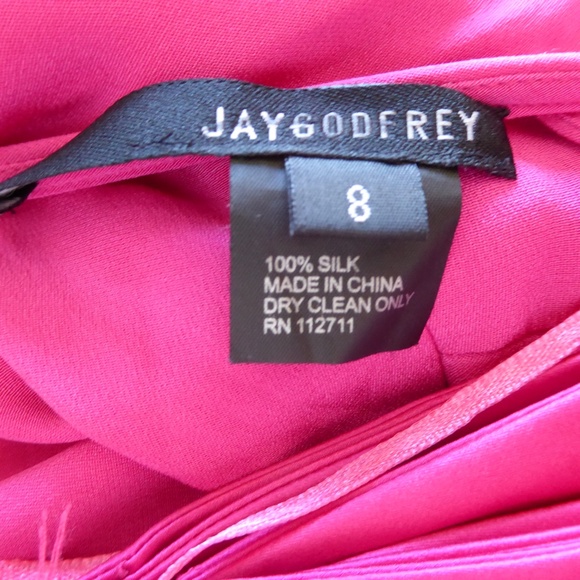 JAYGODFREY
8
100% SILK
MADE IN CHINA
DRY CLEAN ONLY
RN 112711